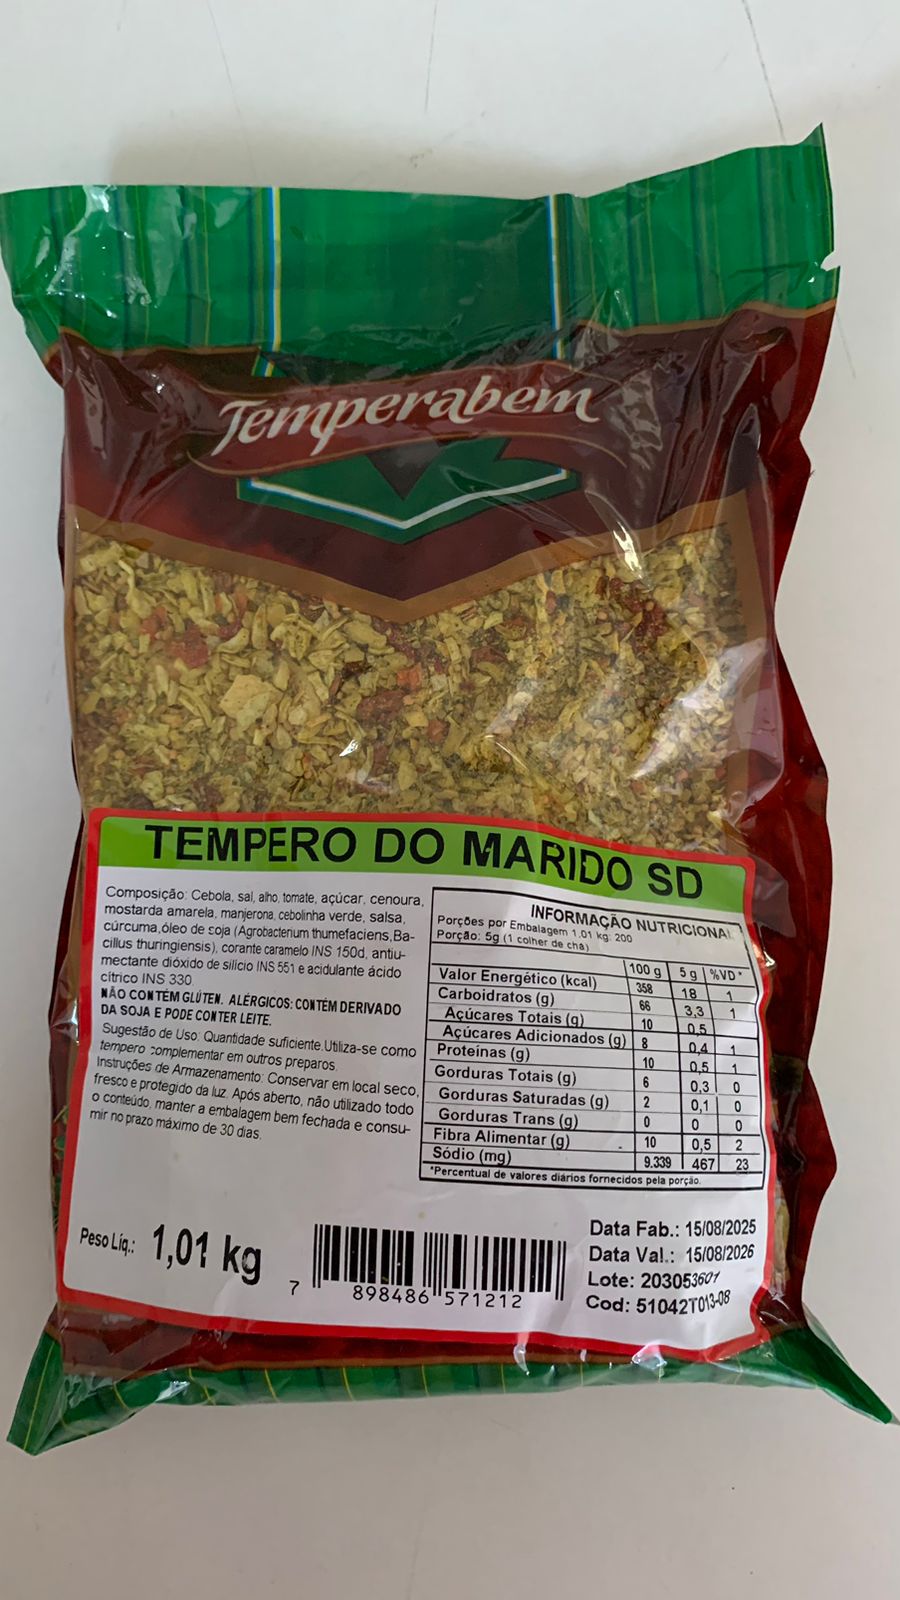 Temperabem
TEMPERO DO MARIDO SD
Composição: Cebola, sal, alho, tomate, açúcar, cenoura,
mostarda amarela, manjerona, cebolinha verde, salsa,
cúrcuma, óleo de soja (Agrobacterium thumefaciens, Ba-
cillus thuringiensis), corante caramelo INS 150d, antiu-
mectante dióxido de silício INS 551 e acidulante ácido
cítrico INS 330.
NÃO CONTÉM GLÚTEN. ALÉRGICOS: CONTÉM DERIVADO
DA SOJA E PODE CONTER LEITE.
Sugestão de Uso: Quantidade suficiente. Utiliza-se como
tempero complementar em outros preparos.
Instruções de Armazenamento: Conservar em local seco,
fresco e protegido da luz. Após aberto, não utilizado todo
o conteúdo, manter a embalagem bem fechada e consu-
mir no prazo máximo de 30 dias.
INFORMAÇÃO NUTRICIONAL
Porções por Embalagem 1,01 kg: 200
Porção: 5g (1 colher de chá)
100 g 5 g %VD*
Valor Energético (kcal) 358 18 1
Carboidratos (g) 66 3,3 1
Açúcares Totais (g) 10 0,5
Açúcares Adicionados (g) 8 0,4 1
Proteínas (g) 10 0,5 1
Gorduras Totais (g) 6 0,3 0
Gorduras Saturadas (g) 2 0,1 0
Gorduras Trans (g) 0 0 0
Fibra Alimentar (g) 10 0,5 2
Sódio (mg) 9.339 467 23
*Percentual de valores diários fornecidos pela porção.
Peso Líq.: 1,01 kg
7 898486 571212
Data Fab.: 15/08/2025
Data Val.: 15/08/2026
Lote: 203053601
Cod: 51042T013-08